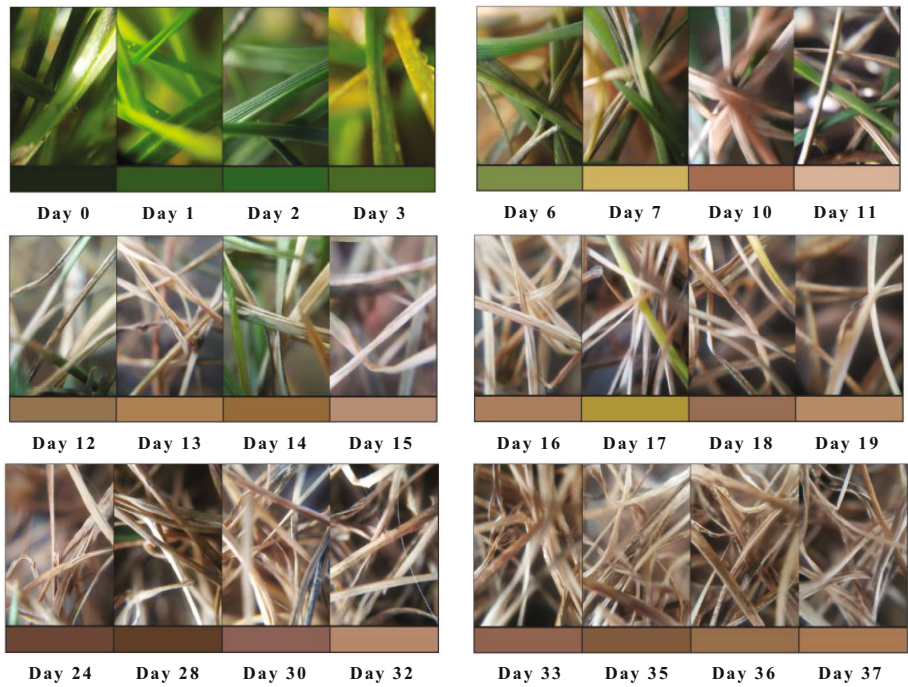 Day 0 Day 1 Day 2 Day 3
Day 6 Day 7 Day 10 Day 11
Day 12 Day 13 Day 14 Day 15
Day 16 Day 17 Day 18 Day 19
Day 24 Day 28 Day 30 Day 32
Day 33 Day 35 Day 36 Day 37